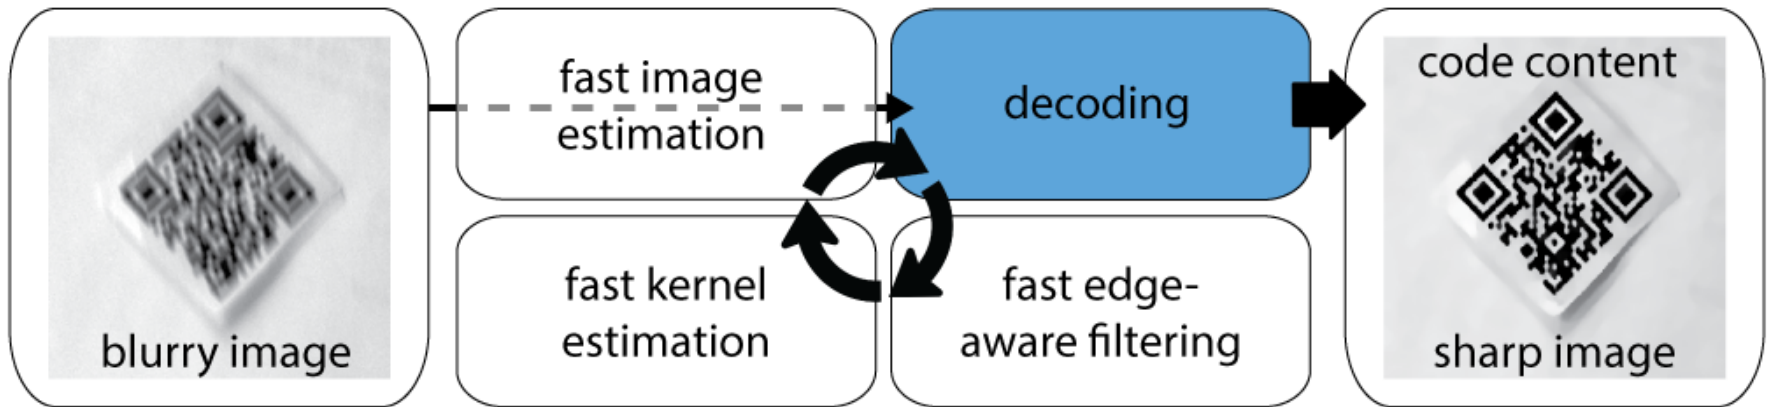 blurry image
fast image
estimation
decoding
fast kernel
estimation
fast edge-
aware filtering
code content
sharp image